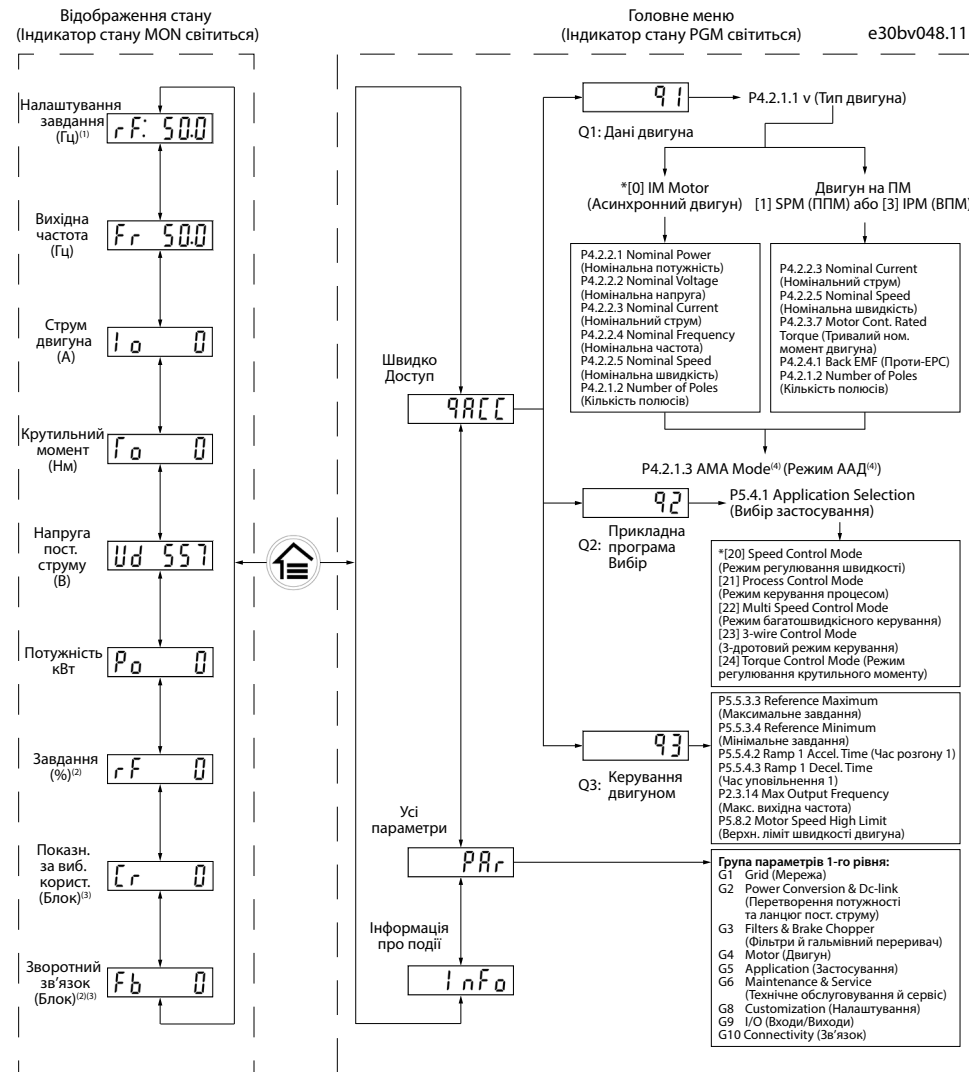 Відображення стану
(Індикатор стану MON світиться)
Головне меню
(Індикатор стану PGM світиться)
e30bv048.11
Налаштування
завдання
(Гц)(1)
rF: 50.0
Вихідна
частота
(Гц)
Fr 50.0
Струм
двигуна
(А)
Io 0
Крутильний
момент
(Нм)
To 0
Напруга
пост.
струму
(В)
Ud 557
Потужність
кВт
Po 0
Завдання
(%)(2)
rF 0
Показн.
за виб.
корист.
(Блок)(3)
Cr 0
Зворотний
зв'язок
(Блок)(2)(3)
Fb 0
Швидко
Доступ
qACC
Усі
параметри
PAr
Інформація
про події
InFo
q1
Q1: Дані двигуна
P4.2.1.1 v (Тип двигуна)
*[0] IM Motor
(Асинхронний двигун)
Двигун на ПМ
[1] SPM (ППМ) або [3] IPM (ВПМ)
P4.2.2.1 Nominal Power
(Номінальна потужність)
P4.2.2.2 Nominal Voltage
(Номінальна напруга)
P4.2.2.3 Nominal Current
(Номінальний струм)
P4.2.2.4 Nominal Frequency
(Номінальна частота)
P4.2.2.5 Nominal Speed
(Номінальна швидкість)
P4.2.1.2 Number of Poles
(Кількість полюсів)
P4.2.2.3 Nominal Current
(Номінальний струм)
P4.2.2.5 Nominal Speed
(Номінальна швидкість)
P4.2.3.7 Motor Cont. Rated
Torque (Тривалий ном.
момент двигуна)
P4.2.4.1 Back EMF (Проти-ЕРС)
P4.2.1.2 Number of Poles
(Кількість полюсів)
P4.2.1.3 AMA Mode(4) (Режим ААД(4))
q2
Прикладна
Q2: програма
Вибір
P5.4.1 Application Selection
(Вибір застосування)
*[20] Speed Control Mode
(Режим регулювання швидкості)
[21] Process Control Mode
(Режим керування процесом)
[22] Multi Speed Control Mode
(Режим багатошвидкісного керування)
[23] 3-wire Control Mode
(3-дротовий режим керування)
[24] Torque Control Mode (Режим
регулювання крутильного моменту)
q3
Q3: Керування
двигуном
P5.5.3.3 Reference Maximum
(Максимальне завдання)
P5.5.3.4 Reference Minimum
(Мінімальне завдання)
P5.5.4.2 Ramp 1 Accel. Time (Час розгону 1)
P5.5.4.3 Ramp 1 Decel. Time
(Час уповільнення 1)
P2.3.14 Max Output Frequency
(Макс. вихідна частота)
P5.8.2 Motor Speed High Limit
(Верхн. ліміт швидкості двигуна)
Група параметрів 1-го рівня:
G1 Grid (Мережа)
G2 Power Conversion & Dc-link
(Перетворення потужності
та ланцюг пост. струму)
G3 Filters & Brake Chopper
(Фільтри й гальмівний переривач)
G4 Motor (Двигун)
G5 Application (Застосування)
G6 Maintenance & Service
(Технічне обслуговування й сервіс)
G8 Customization (Налаштування)
G9 I/O (Входи/Виходи)
G10 Connectivity (Зв'язок)